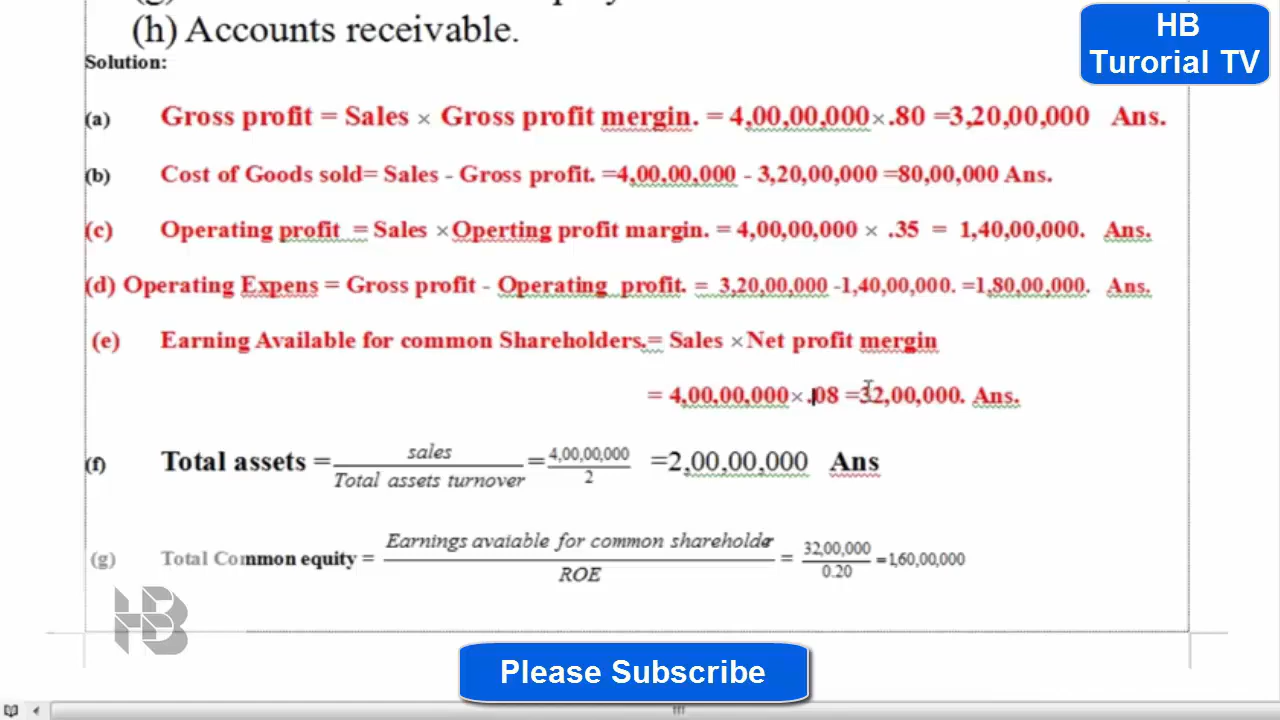 (h) Accounts receivable.
HB
Turorial TV
Solution:
(a) Gross profit = Sales × Gross profit mergin. = 4,00,00,000×.80 =3,20,00,000 Ans.
(b) Cost of Goods sold= Sales - Gross profit. =4,00,00,000 - 3,20,00,000 =80,00,000 Ans.
(c) Operating profit = Sales ×Operting profit margin. = 4,00,00,000 × .35 = 1,40,00,000. Ans.
(d) Operating Expens = Gross profit - Operating profit. = 3,20,00,000 -1,40,00,000. =1,80,00,000. Ans.
(e) Earning Available for common Shareholders.= Sales ×Net profit mergin
= 4,00,00,000× .08 =32,00,000. Ans.
(f) Total assets = sales / Total assets turnover = 4,00,00,000 / 2 =2,00,00,000 Ans
(g) Total Common equity = Earnings avaiable for common shareholder / ROE = 32,00,000 / 0.20 =1,60,00,000
HB
Please Subscribe